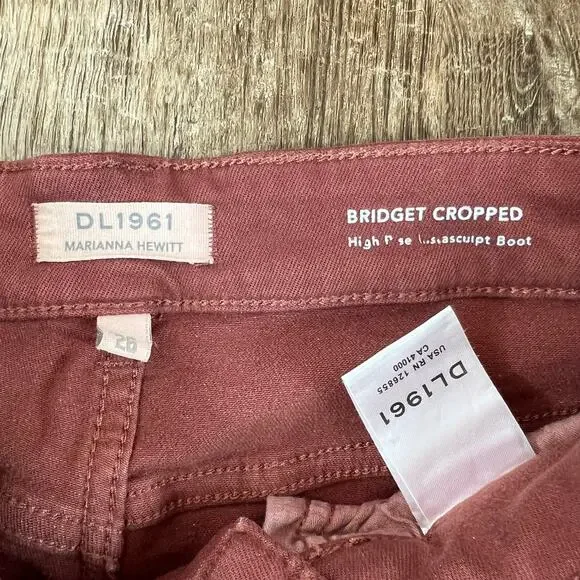 DL1961
MARIANNA HEWITT
BRIDGET CROPPED
High Boot
DL1961
USA RN 126855
CA 41000